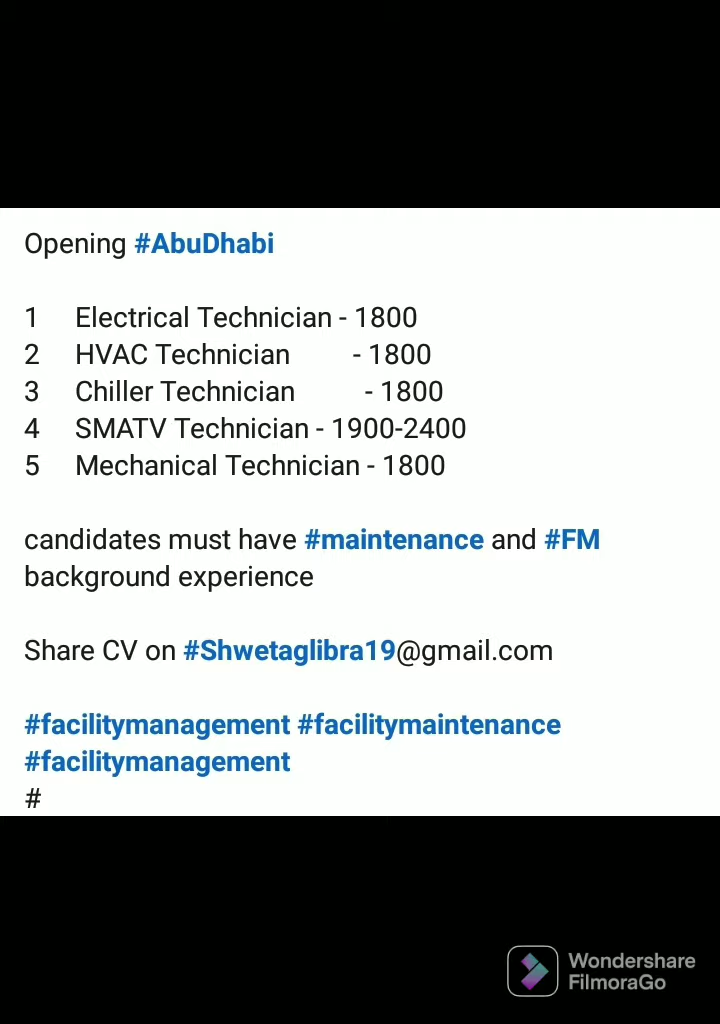 Opening #AbuDhabi
1 Electrical Technician - 1800
2 HVAC Technician - 1800
3 Chiller Technician - 1800
4 SMATV Technician - 1900-2400
5 Mechanical Technician - 1800
candidates must have #maintenance and #FM
background experience
Share CV on #Shwetaglibra19@gmail.com
#facilitymanagement #facilitymaintenance
#facilitymanagement
#
Wondershare
FilmoraGo